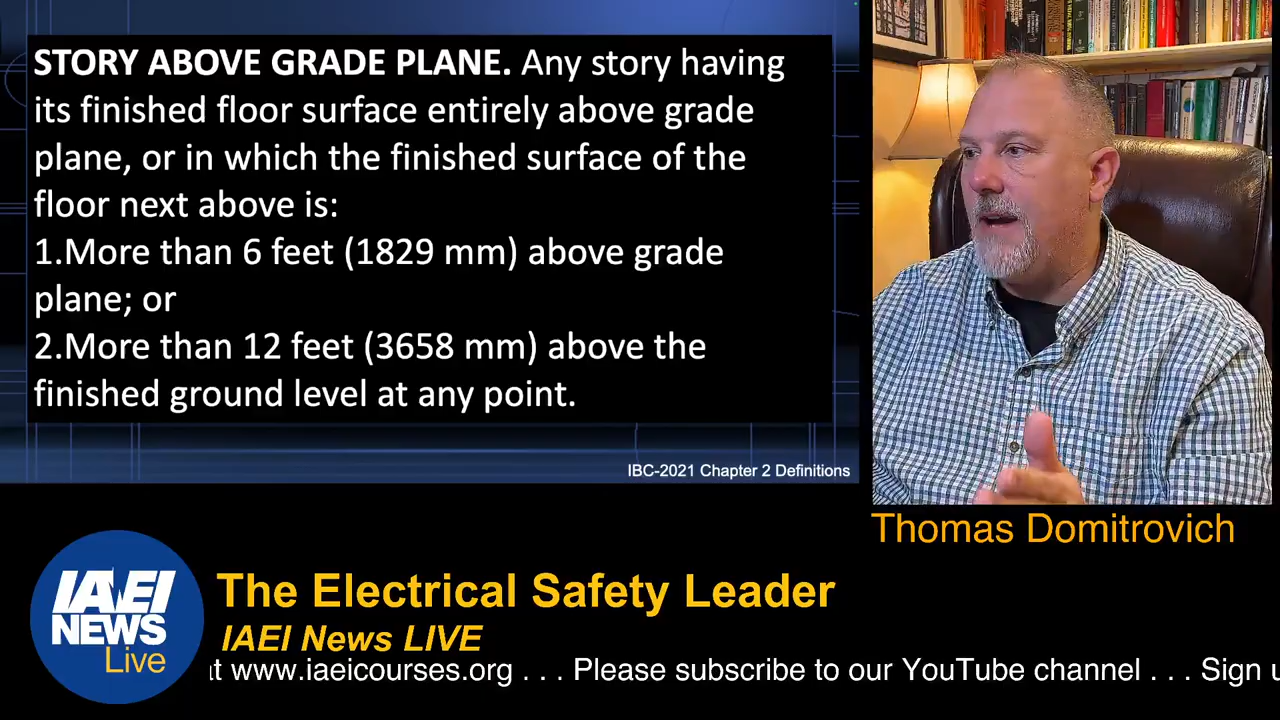 STORY ABOVE GRADE PLANE. Any story having
its finished floor surface entirely above grade
plane, or in which the finished surface of the
floor next above is:
1.More than 6 feet (1829 mm) above grade
plane; or
2.More than 12 feet (3658 mm) above the
finished ground level at any point.
IBC-2021 Chapter 2 Definitions
Thomas Domitrovich
IAEI
NEWS
Live
The Electrical Safety Leader
IAEI News LIVE
www.iaeicourses.org . . . Please subscribe to our YouTube channel . . . Sign